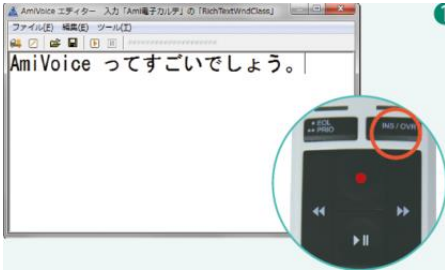 AmiVoice エディター 入力「Ami電子カルテ」の「RichTextWndClass」
ファイル(F) 編集(E) ツール(T)
AmiVoice ってすごいでしょう。
● EOL
●● PRIO
INS / OVR